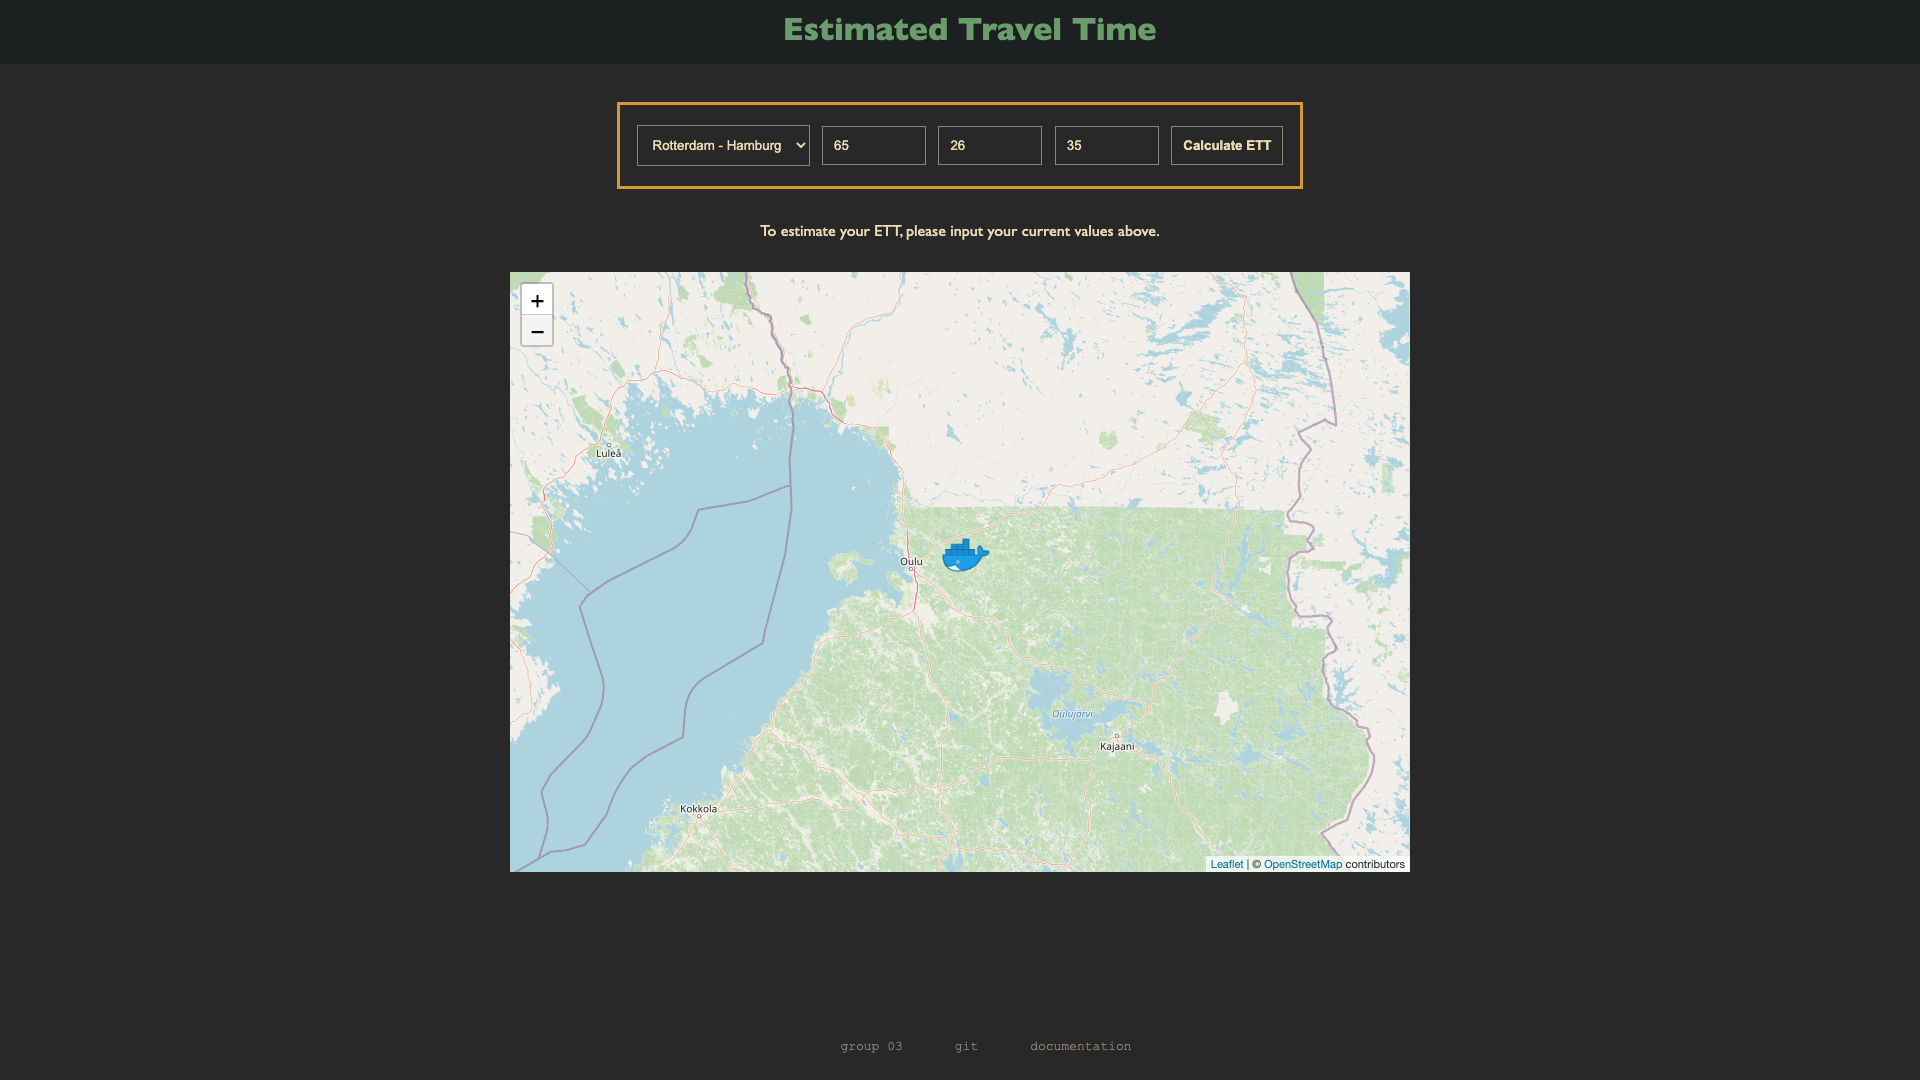 Estimated Travel Time
Rotterdam - Hamburg 65 26 35 Calculate ETT
To estimate your ETT, please input your current values above.
+
−
Luleå
Oulu
Oulujärvi
Kajaani
Kokkola
Leaflet | © OpenStreetMap contributors
group 03 git documentation